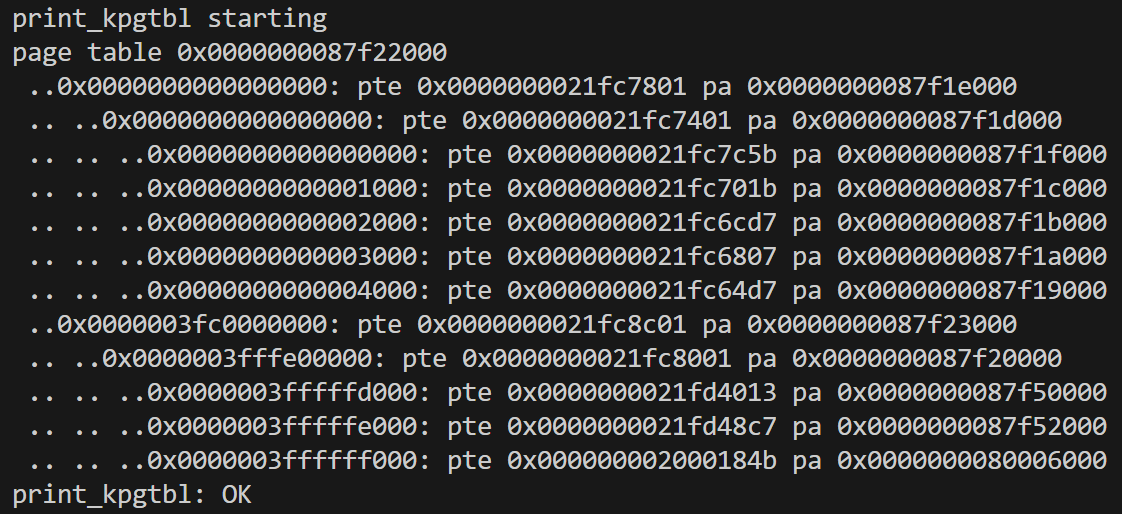 print_kpgtbl starting
page table 0x0000000087f22000
..0x0000000000000000: pte 0x0000000021fc7801 pa 0x0000000087f1e000
.. ..0x0000000000000000: pte 0x0000000021fc7401 pa 0x0000000087f1d000
.. .. ..0x0000000000000000: pte 0x0000000021fc7c5b pa 0x0000000087f1f000
.. .. ..0x0000000000001000: pte 0x0000000021fc701b pa 0x0000000087f1c000
.. .. ..0x0000000000002000: pte 0x0000000021fc6cd7 pa 0x0000000087f1b000
.. .. ..0x0000000000003000: pte 0x0000000021fc6807 pa 0x0000000087f1a000
.. .. ..0x0000000000004000: pte 0x0000000021fc64d7 pa 0x0000000087f19000
..0x0000003fc0000000: pte 0x0000000021fc8c01 pa 0x0000000087f23000
.. ..0x0000003fffe00000: pte 0x0000000021fc8001 pa 0x0000000087f20000
.. .. ..0x0000003fffffd000: pte 0x0000000021fd4013 pa 0x0000000087f50000
.. .. ..0x0000003fffffe000: pte 0x0000000021fd48c7 pa 0x0000000087f52000
.. .. ..0x0000003ffffff000: pte 0x000000002000184b pa 0x0000000080006000
print_kpgtbl: OK